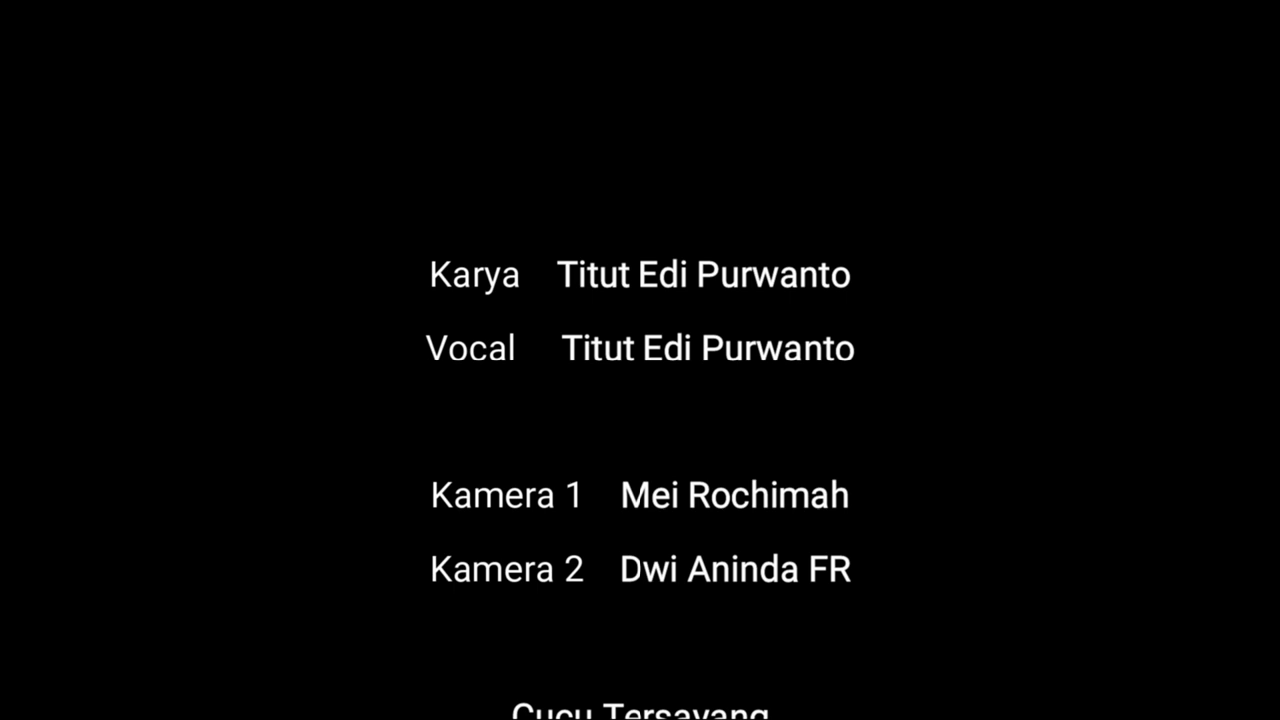 Karya Titut Edi Purwanto
Vocal Titut Edi Purwanto
Kamera 1 Mei Rochimah
Kamera 2 Dwi Aninda FR
Cucu Tersayang